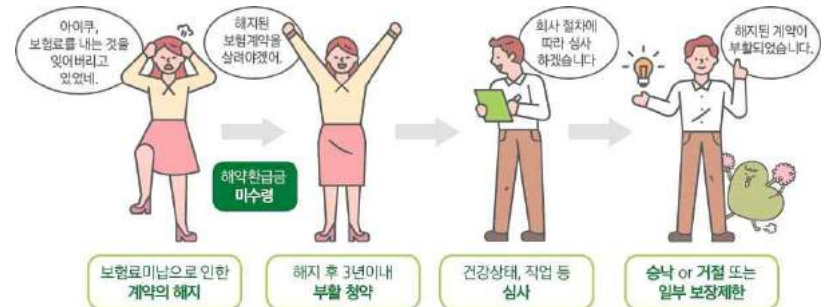 아이쿠,
보험료를 내는 것을
잊어버리고
있었네.
해지된
보험계약을
살려야겠어.
회사 절차에
따라 심사
하겠습니다
해지된 계약이
부활되었습니다.
해약환급금
미수령
보험료미납으로 인한
계약의 해지
해지 후 3년이내
부활 청약
건강상태, 직업 등
심사
승낙 or 거절 또는
일부 보장제한